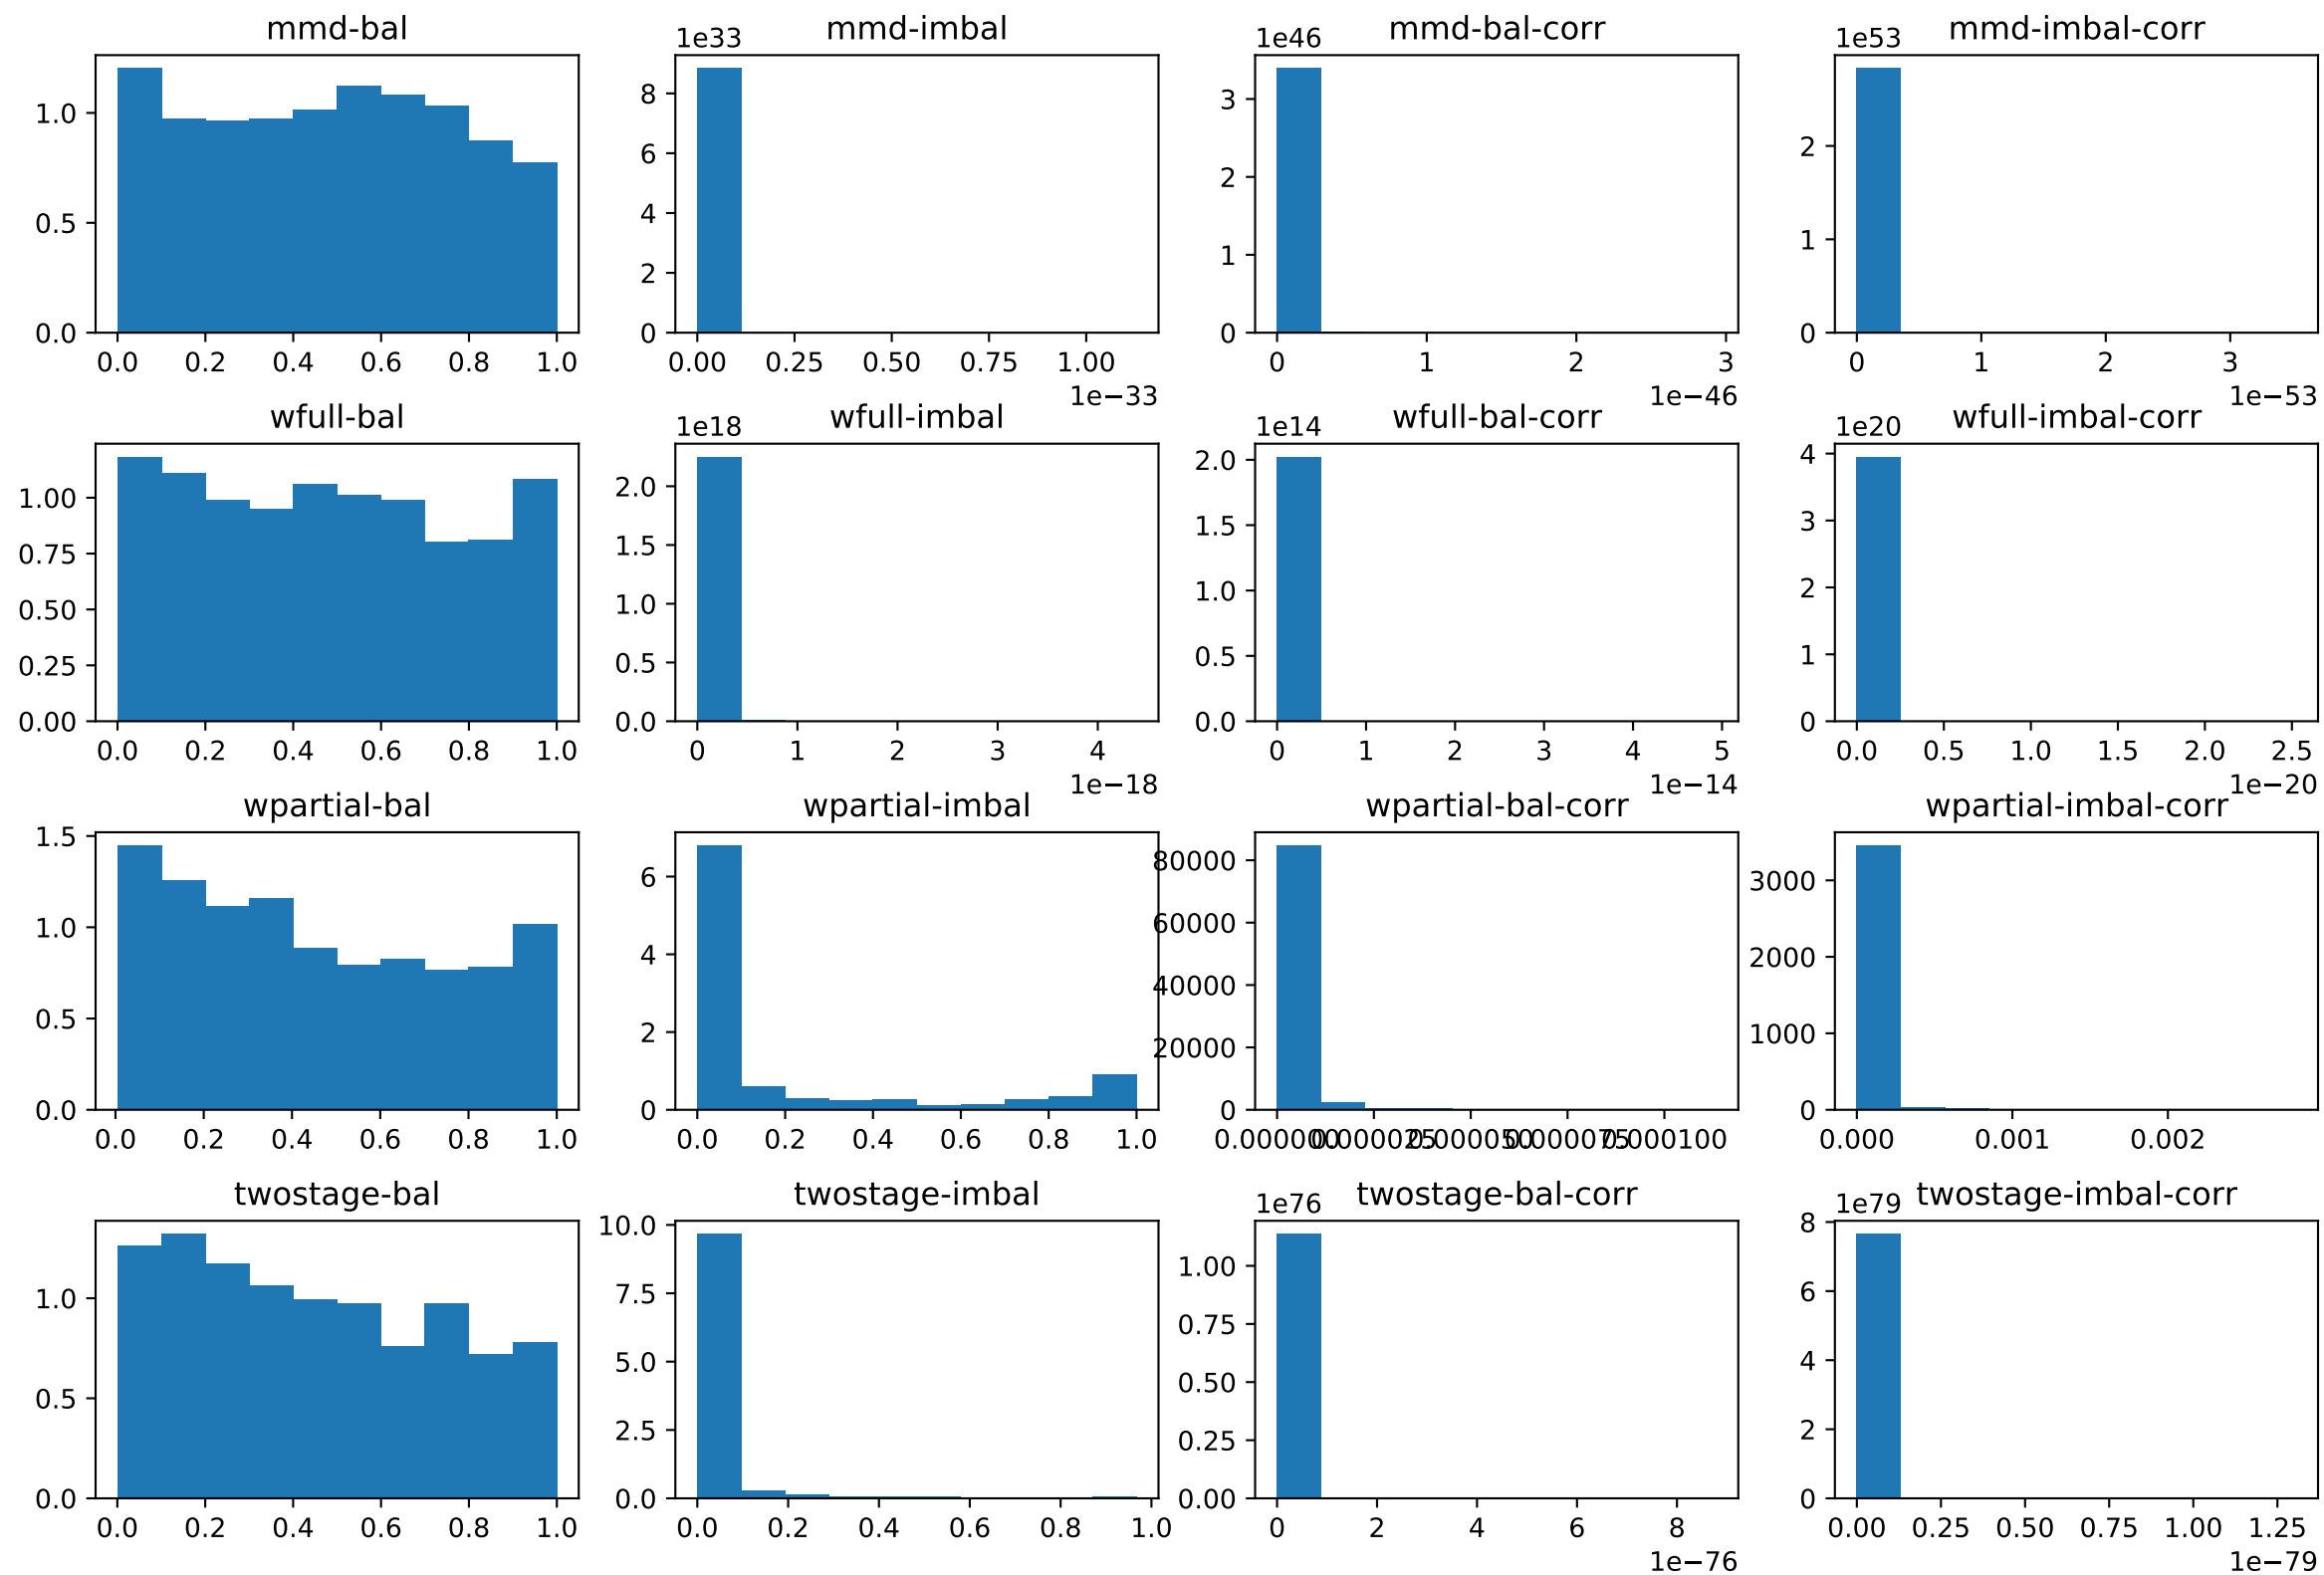 mmd-bal
0.0
0.5
1.0
0.0 0.2 0.4 0.6 0.8 1.0
mmd-imbal
1e33
0
2
4
6
8
0.00 0.25 0.50 0.75 1.00
1e−33
mmd-bal-corr
1e46
0
1
2
3
0 1 2 3
1e−46
mmd-imbal-corr
1e53
0
1
2
0 1 2 3
1e−53
wfull-bal
0.00
0.25
0.50
0.75
1.00
0.0 0.2 0.4 0.6 0.8 1.0
wfull-imbal
1e18
0.0
0.5
1.0
1.5
2.0
0 1 2 3 4
1e−18
wfull-bal-corr
1e14
0.0
0.5
1.0
1.5
2.0
0 1 2 3 4 5
1e−14
wfull-imbal-corr
1e20
0
1
2
3
4
0.0 0.5 1.0 1.5 2.0 2.5
1e−20
wpartial-bal
0.0
0.5
1.0
1.5
0.0 0.2 0.4 0.6 0.8 1.0
wpartial-imbal
0
2
4
6
0.0 0.2 0.4 0.6 0.8 1.0
wpartial-bal-corr
0
20000
40000
60000
80000
0.000000 0.000025 0.000050 0.000075 0.000100
wpartial-imbal-corr
0
1000
2000
3000
0.000 0.001 0.002
twostage-bal
0.0
0.5
1.0
0.0 0.2 0.4 0.6 0.8 1.0
twostage-imbal
0.0
2.5
5.0
7.5
10.0
0.0 0.2 0.4 0.6 0.8 1.0
twostage-bal-corr
1e76
0.00
0.25
0.50
0.75
1.00
0 2 4 6 8
1e−76
twostage-imbal-corr
1e79
0
2
4
6
8
0.00 0.25 0.50 0.75 1.00 1.25
1e−79